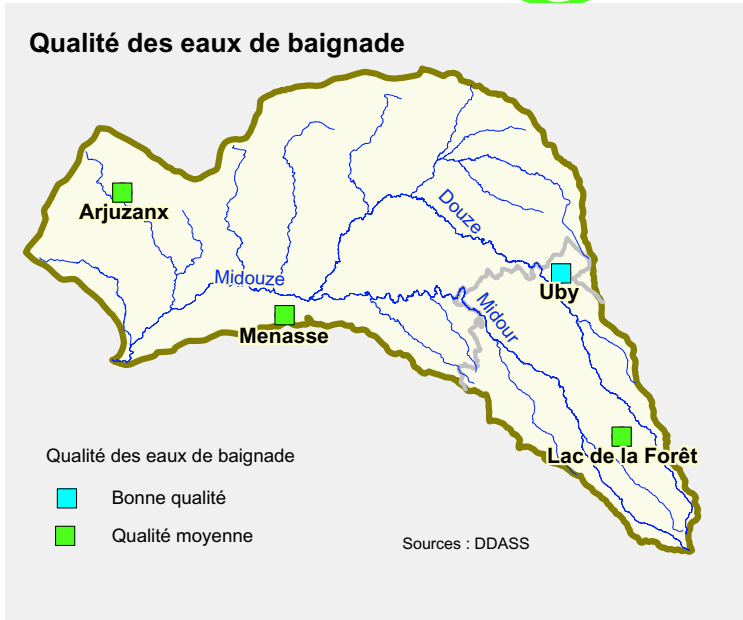 Qualité des eaux de baignade
Arjuzanx
Douze
Midouze
Uby
Midour
Menasse
Lac de la Forêt
Qualité des eaux de baignade
Bonne qualité
Qualité moyenne
Sources : DDASS